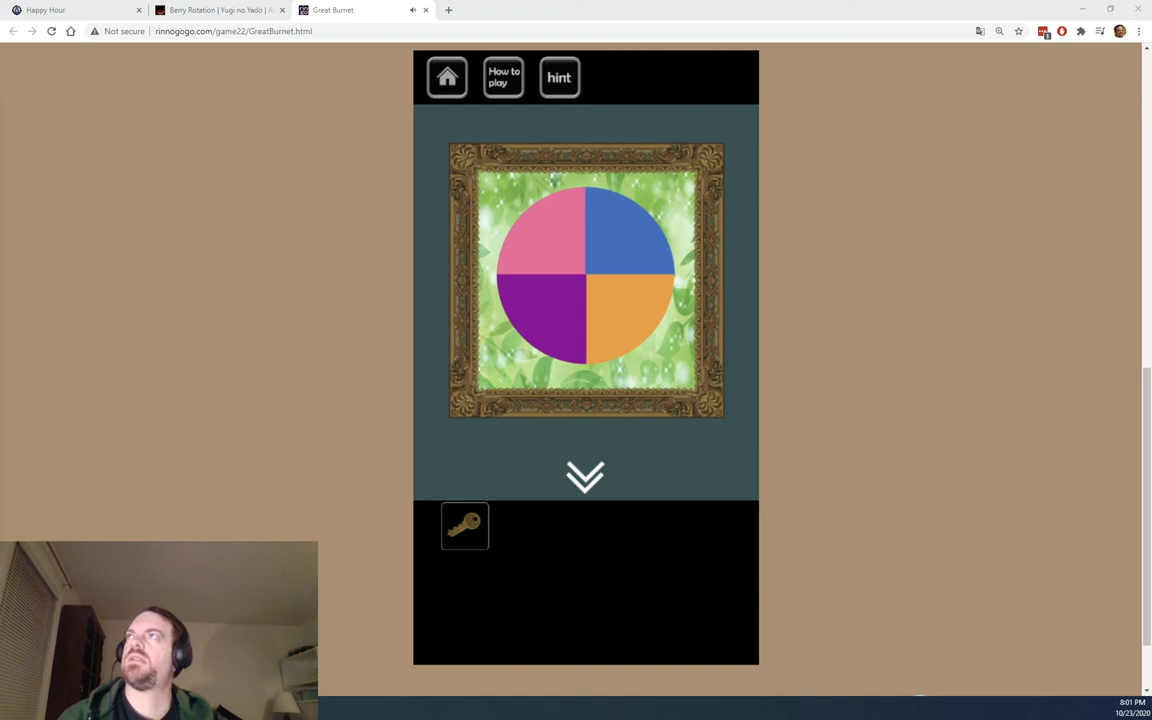 Happy Hour
Berry Rotation | Yugi no Yado | A
Great Burnet
Not secure | rinnogogo.com/game22/GreatBurnet.html
3
How to
play
hint
8:01 PM
10/23/2020